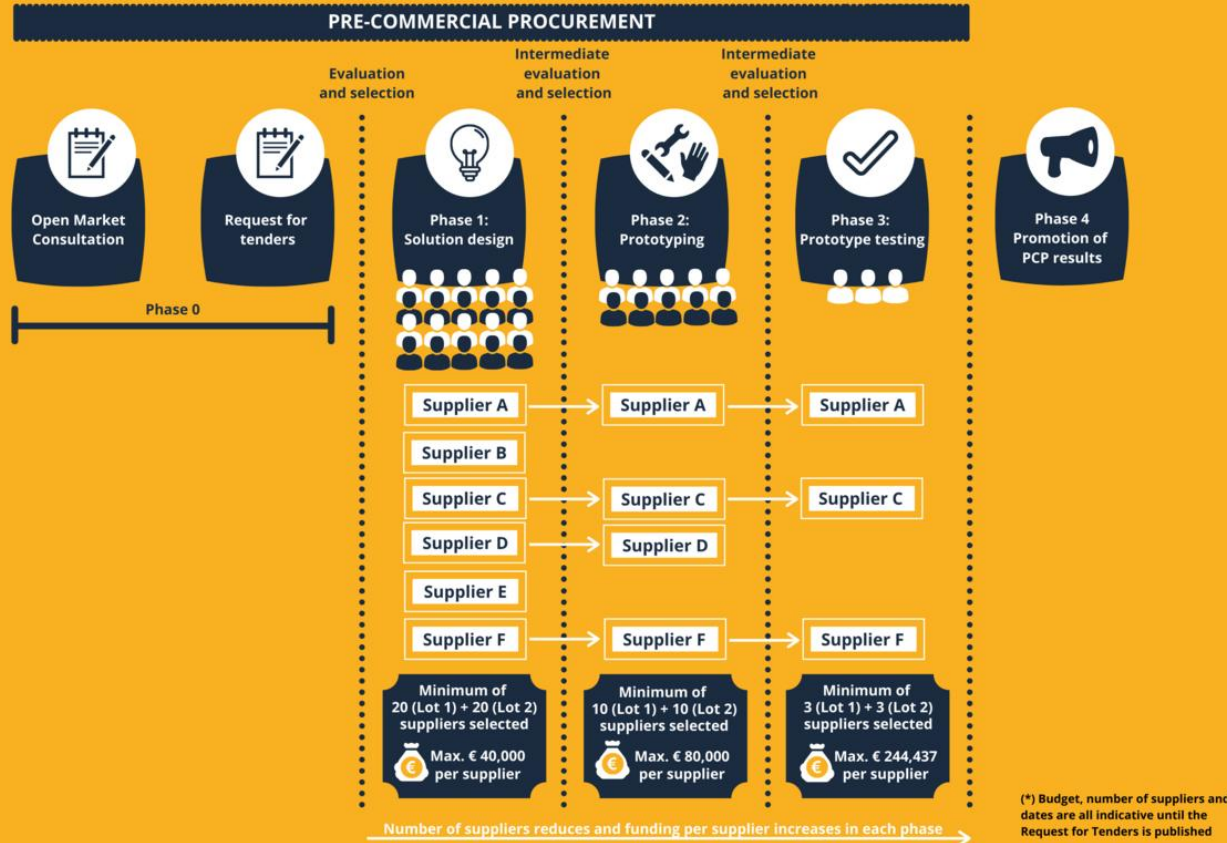 PRE-COMMERCIAL PROCUREMENT
Evaluation
and selection
Intermediate
evaluation
and selection
Intermediate
evaluation
and selection
Open Market
Consultation
Request for
tenders
Phase 1:
Solution design
Phase 2:
Prototyping
Phase 3:
Prototype testing
Phase 4
Promotion of
PCP results
Phase 0
Supplier A
Supplier A
Supplier A
Supplier B
Supplier C
Supplier C
Supplier C
Supplier D
Supplier D
Supplier E
Supplier F
Supplier F
Supplier F
Minimum of
20 (Lot 1) + 20 (Lot 2)
suppliers selected
€
Max. € 40,000
per supplier
Minimum of
10 (Lot 1) + 10 (Lot 2)
suppliers selected
€
Max. € 80,000
per supplier
Minimum of
3 (Lot 1) + 3 (Lot 2)
suppliers selected
€
Max. € 244,437
per supplier
Number of suppliers reduces and funding per supplier increases in each phase
(*) Budget, number of suppliers and
dates are all indicative until the
Request for Tenders is published